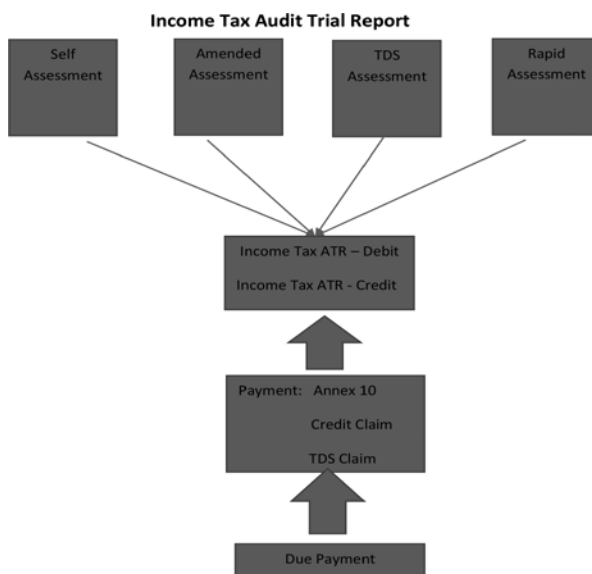 Income Tax Audit Trial Report
Self
Assessment
Amended
Assessment
TDS
Assessment
Rapid
Assessment
Income Tax ATR – Debit
Income Tax ATR - Credit
Payment: Annex 10
Credit Claim
TDS Claim
Due Payment